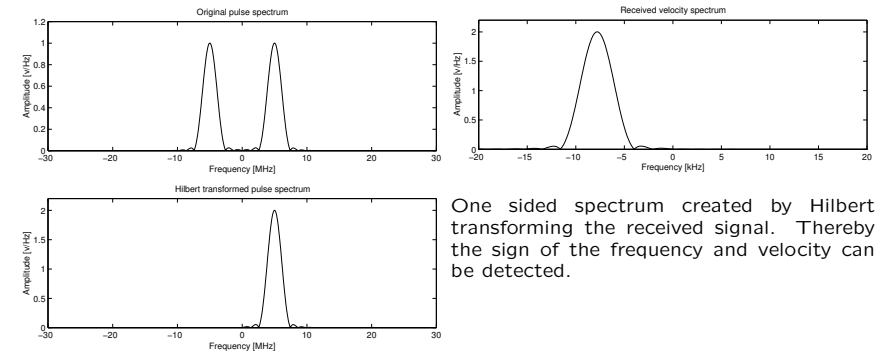 Original pulse spectrum
1.2
1
0.8
0.6
0.4
0.2
0
Amplitude [v/Hz]
−30 −20 −10 0 10 20 30
Frequency [MHz]
Received velocity spectrum
2
1.5
1
0.5
0
Amplitude [v/Hz]
−20 −15 −10 −5 0 5 10 15 20
Frequency [kHz]
Hilbert transformed pulse spectrum
2
1.5
1
0.5
0
Amplitude [v/Hz]
−30 −20 −10 0 10 20 30
Frequency [MHz]
One sided spectrum created by Hilbert
transforming the received signal. Thereby
the sign of the frequency and velocity can
be detected.